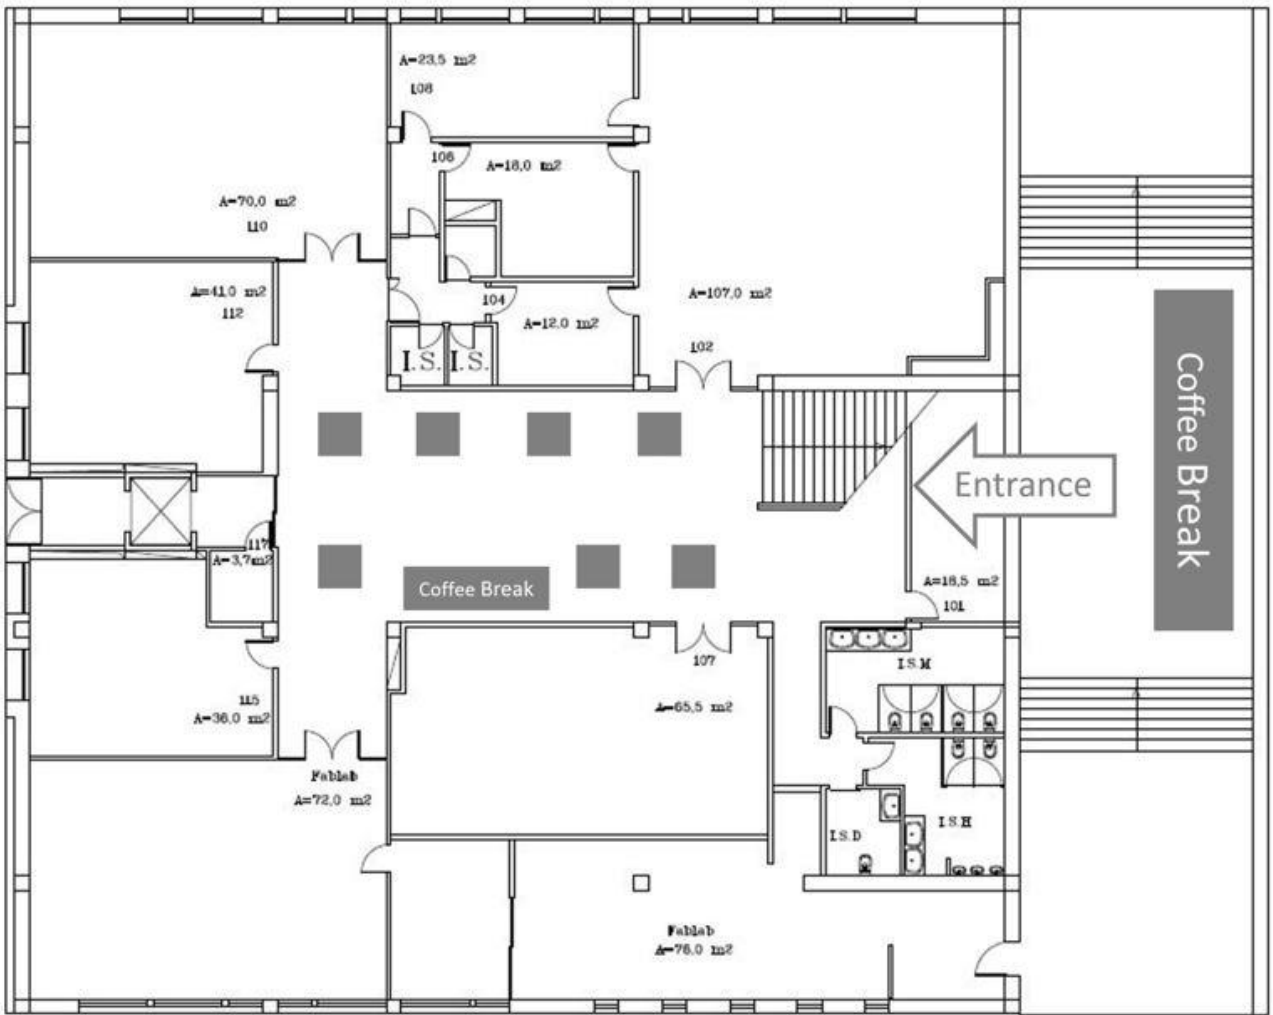 A=23,5 m2
108
106
A=18,0 m2
A=70,0 m2
110
A=41,0 m2
112
104
A=12,0 m2
A=107,0 m2
102
I.S.
I.S.
Coffee Break
Entrance
117
A=3,7m2
Coffee Break
A=18,5 m2
101
107
I.S.M
115
A=36,0 m2
A=65,5 m2
Fablab
A=72,0 m2
I.S.D
I.S.H
Fablab
A=76,0 m2